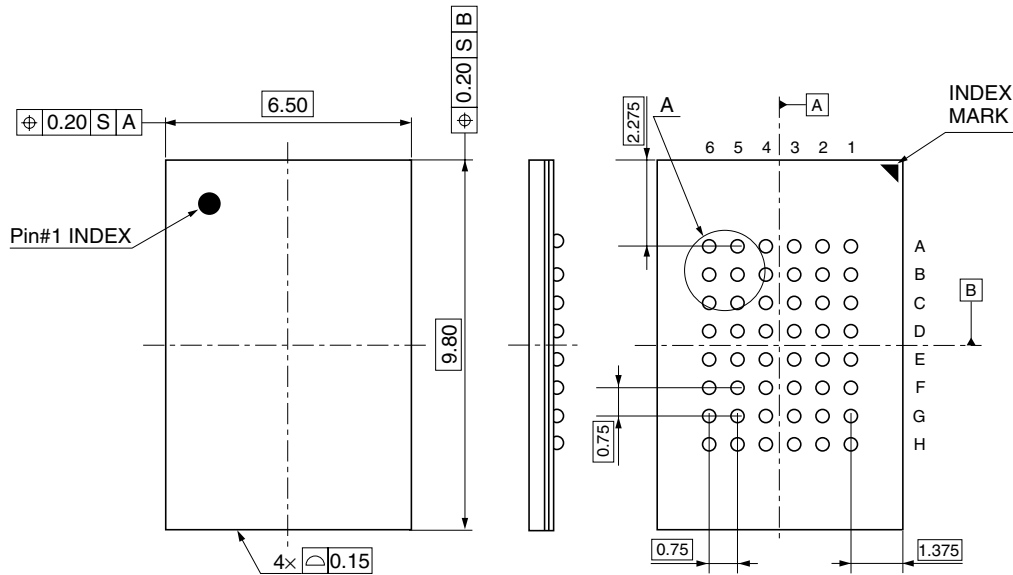 ⌖ 0.20 S B
6.50
⌖ 0.20 S A
Pin#1 INDEX
9.80
4× ⌓ 0.15
2.275
A
A
INDEX
MARK
6 5 4 3 2 1
A
B
C
B
D
E
F
G
H
0.75
0.75
1.375